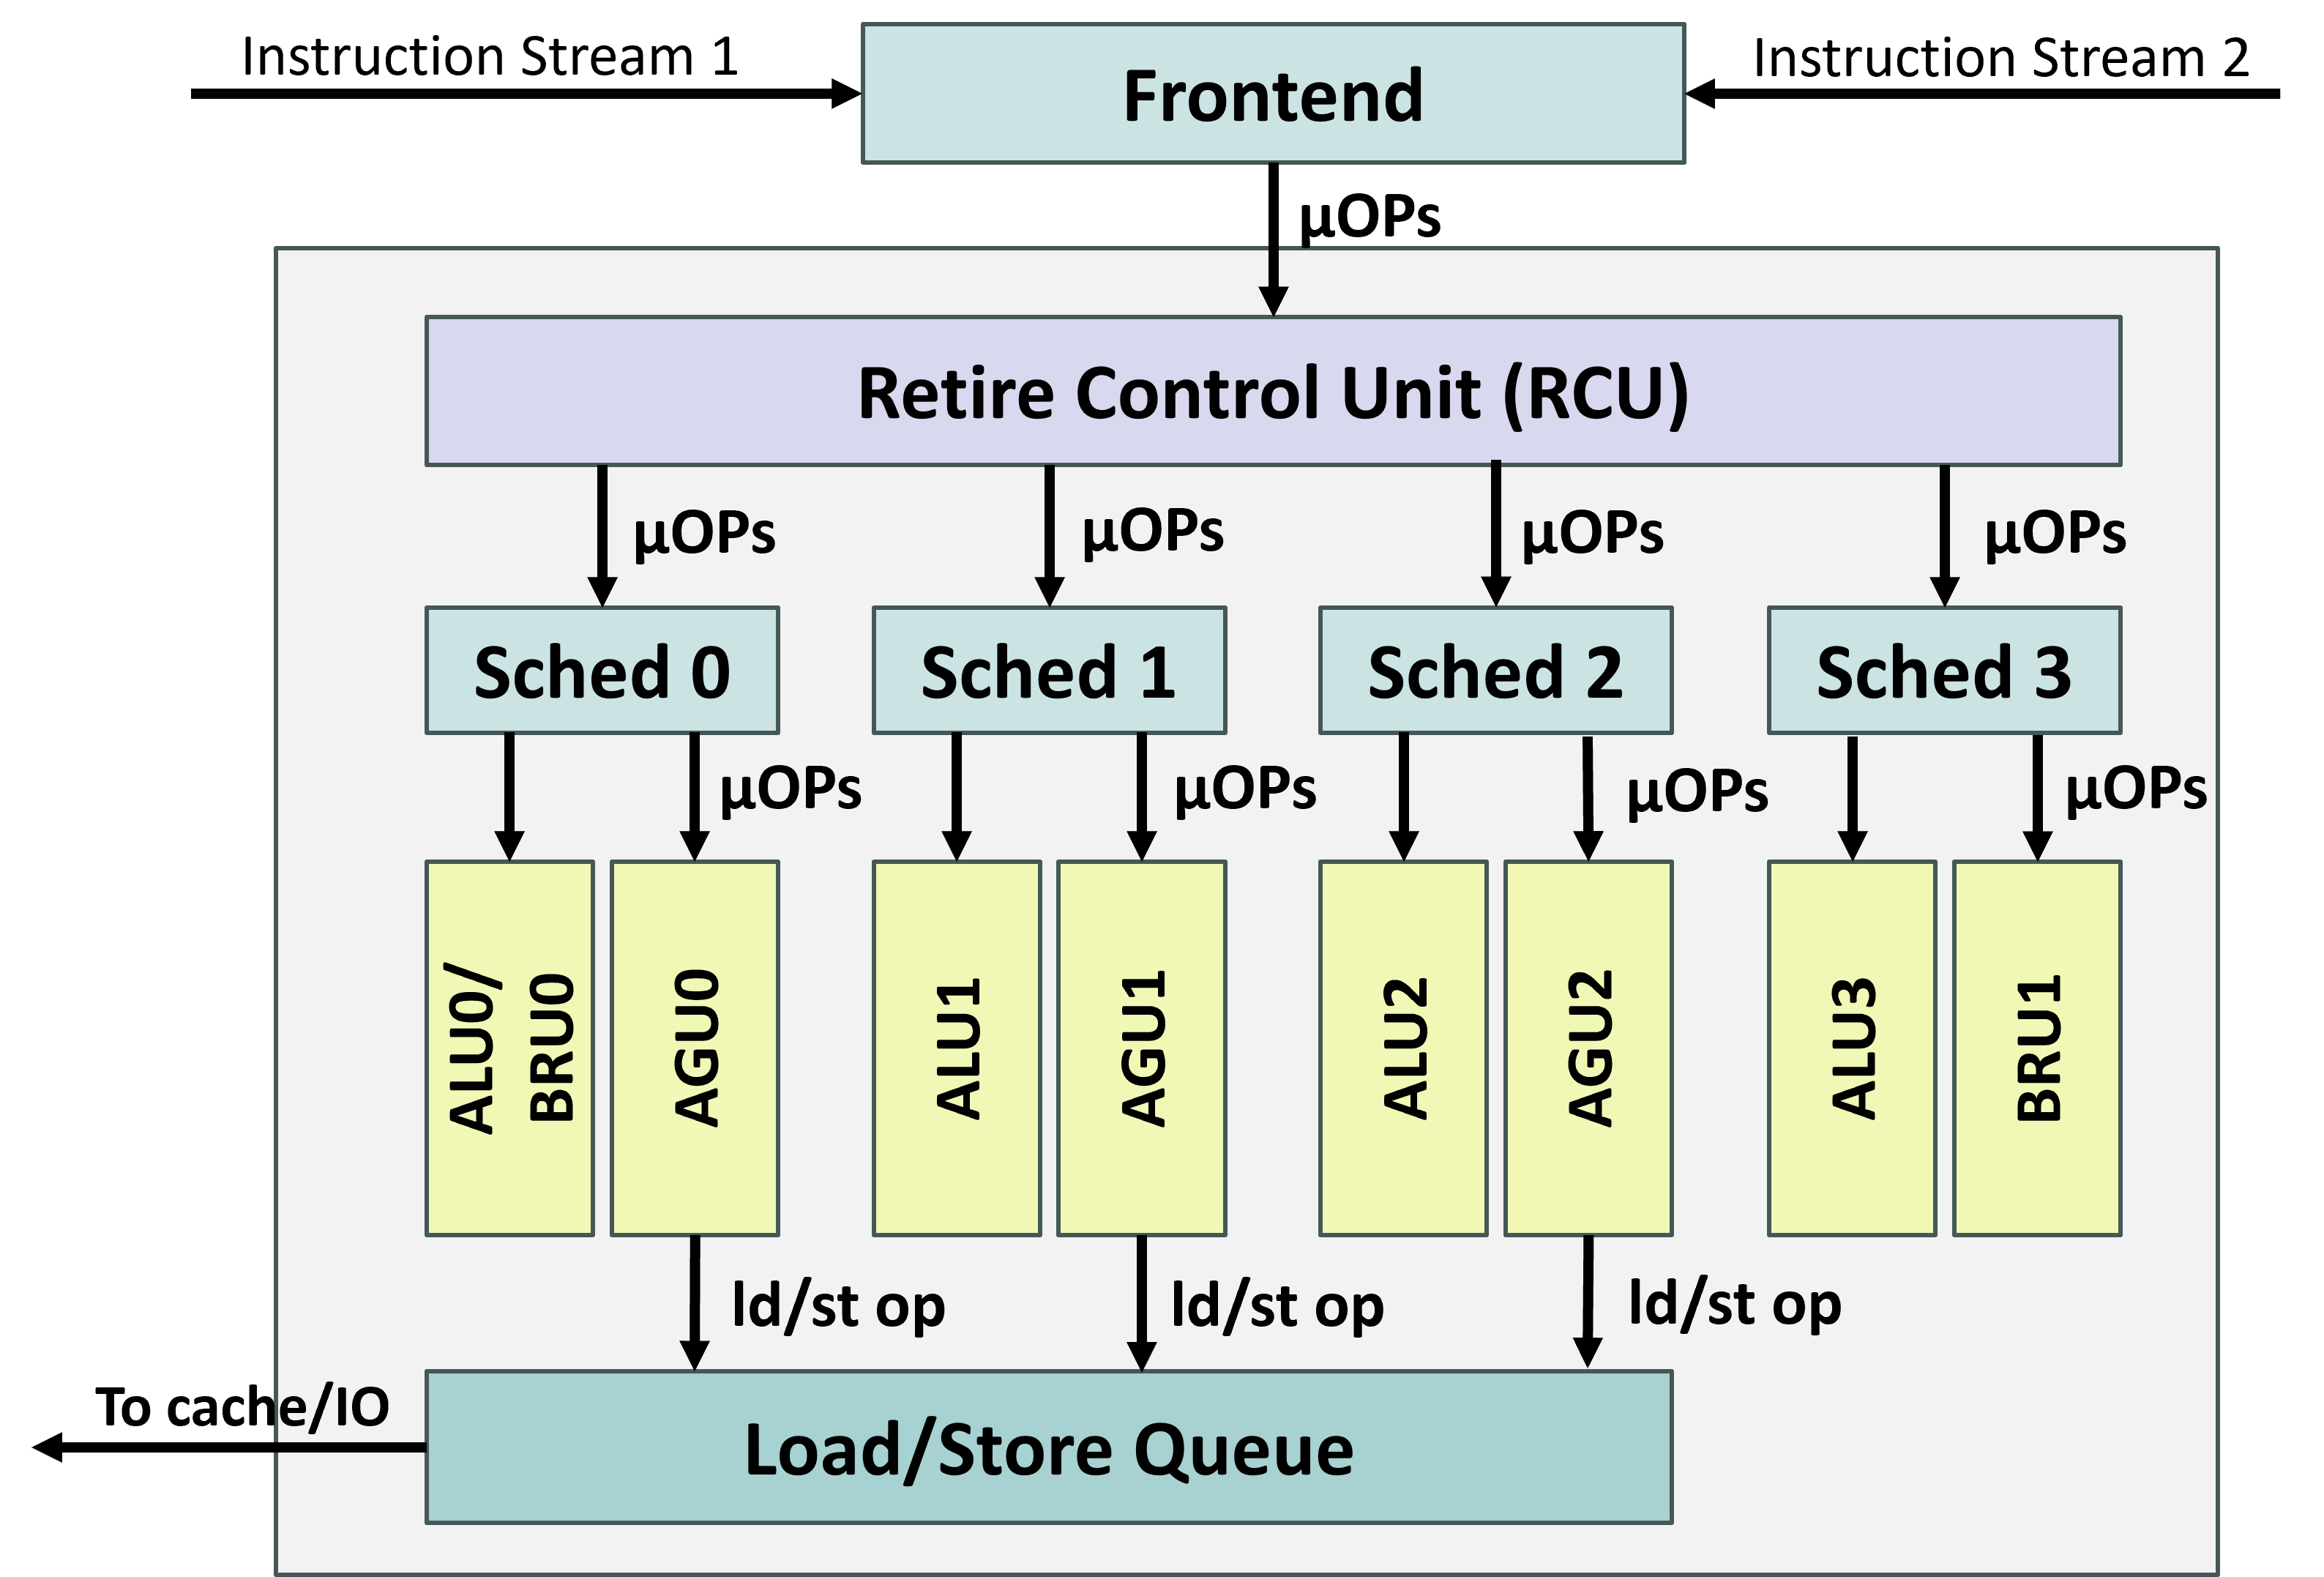 Instruction Stream 1
Frontend
Instruction Stream 2
µOPs
Retire Control Unit (RCU)
µOPs
µOPs
µOPs
µOPs
Sched 0
Sched 1
Sched 2
Sched 3
µOPs
µOPs
µOPs
µOPs
ALU0/
BRU0
AGU0
ALU1
AGU1
ALU2
AGU2
ALU3
BRU1
ld/st op
ld/st op
ld/st op
To cache/IO
Load/Store Queue